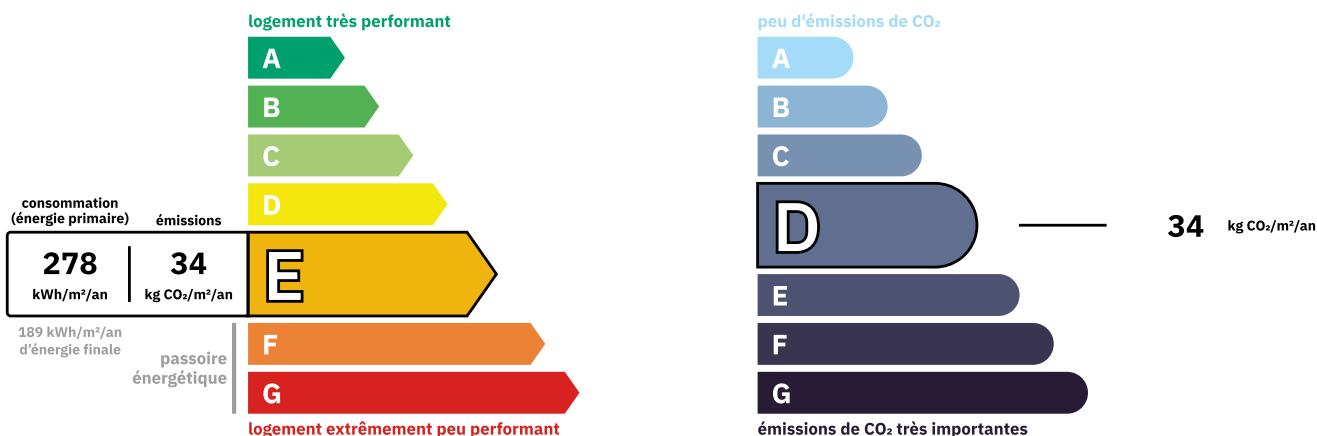 logement très performant
A
B
C
D
consommation
(énergie primaire)
émissions
278
kWh/m²/an
34
kg CO₂/m²/an
E
189 kWh/m²/an
d'énergie finale
passoire
énergétique
F
G
logement extrêmement peu performant
peu d'émissions de CO₂
A
B
C
D
34
kg CO₂/m²/an
E
F
G
émissions de CO₂ très importantes